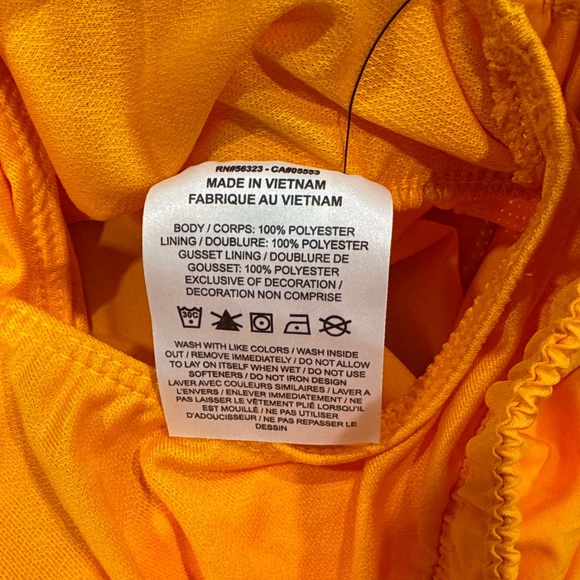 RN#56323 - CA#05553
MADE IN VIETNAM
FABRIQUE AU VIETNAM
BODY / CORPS: 100% POLYESTER
LINING / DOUBLURE: 100% POLYESTER
GUSSET LINING / DOUBLURE DE
GOUSSET: 100% POLYESTER
EXCLUSIVE OF DECORATION /
DECORATION NON COMPRISE
30C
WASH WITH LIKE COLORS / WASH INSIDE
OUT / REMOVE IMMEDIATELY / DO NOT ALLOW
TO LAY ON ITSELF WHEN WET / DO NOT USE
SOFTENERS / DO NOT IRON DESIGN
LAVER AVEC COULEURS SIMILAIRES / LAVER A
L'ENVERS / ENLEVER IMMEDIATEMENT / NE
PAS LAISSER LE VÊTEMENT PLIÉ LORSQU'IL
EST MOUILLÉ / NE PAS UTILISER
D'ADOUCISSEUR / NE PAS REPASSER LE
DESSIN